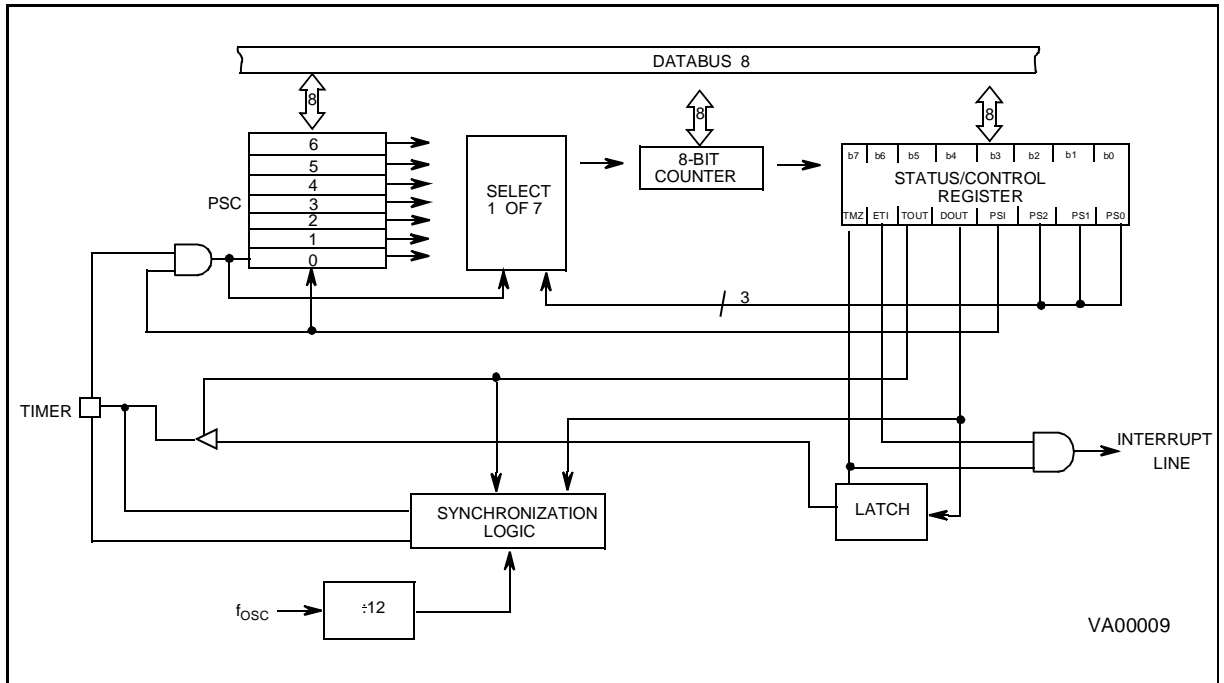 DATABUS 8
8
8
8
6
5
4
3
2
1
0
PSC
SELECT
1 OF 7
8-BIT
COUNTER
b7 b6 b5 b4 b3 b2 b1 b0
STATUS/CONTROL
REGISTER
TMZ ETI TOUT DOUT PSI PS2 PS1 PS0
3
TIMER
INTERRUPT
LINE
SYNCHRONIZATION
LOGIC
LATCH
fOSC
÷12
VA00009